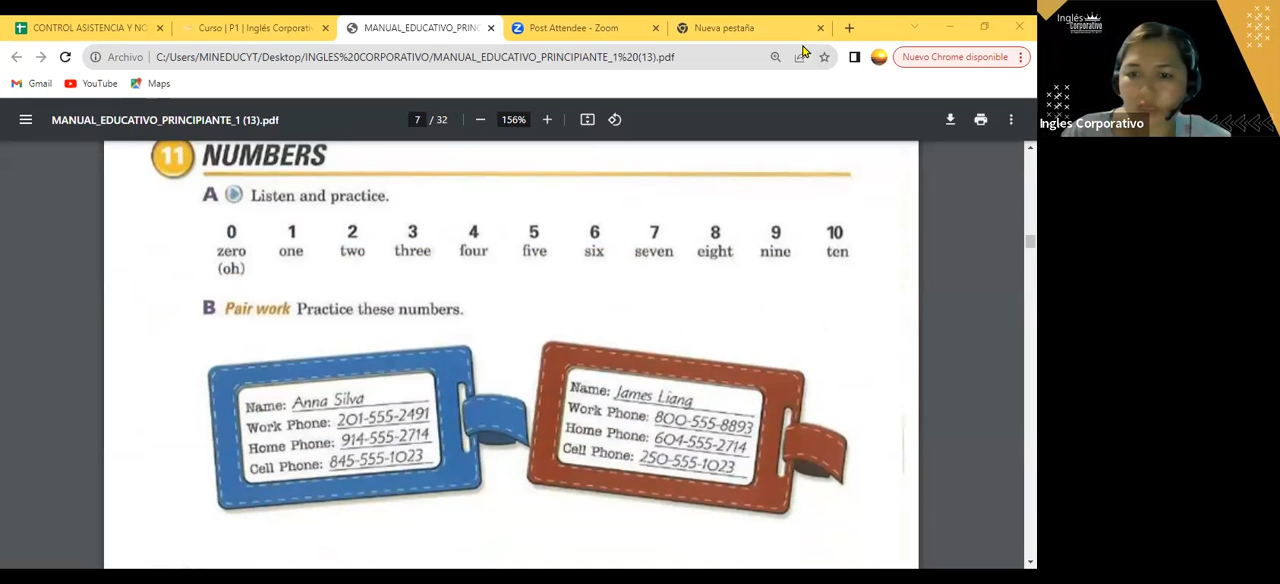 CONTROL ASISTENCIA Y NO
Curso | P1 | Inglés Corporativ
MANUAL_EDUCATIVO_PRINC
Post Attendee - Zoom
Nueva pestaña
Archivo
C:/Users/MINEDUCYT/Desktop/INGLES%20CORPORATIVO/MANUAL_EDUCATIVO_PRINCIPIANTE_1%20(13).pdf
Nuevo Chrome disponible
Gmail
YouTube
Maps
MANUAL_EDUCATIVO_PRINCIPIANTE_1 (13).pdf
7 / 32
156%
11 NUMBERS
A Listen and practice.
0 1 2 3 4 5 6 7 8 9 10
zero one two three four five six seven eight nine ten
(oh)
B Pair work Practice these numbers.
Name: Anna Silva
Work Phone: 201-555-2491
Home Phone: 914-555-2714
Cell Phone: 845-555-1023
Name: James Liang
Work Phone: 800-555-8893
Home Phone: 604-555-2714
Cell Phone: 250-555-1023
Inglés
Corporativo
Ingles Corporativo